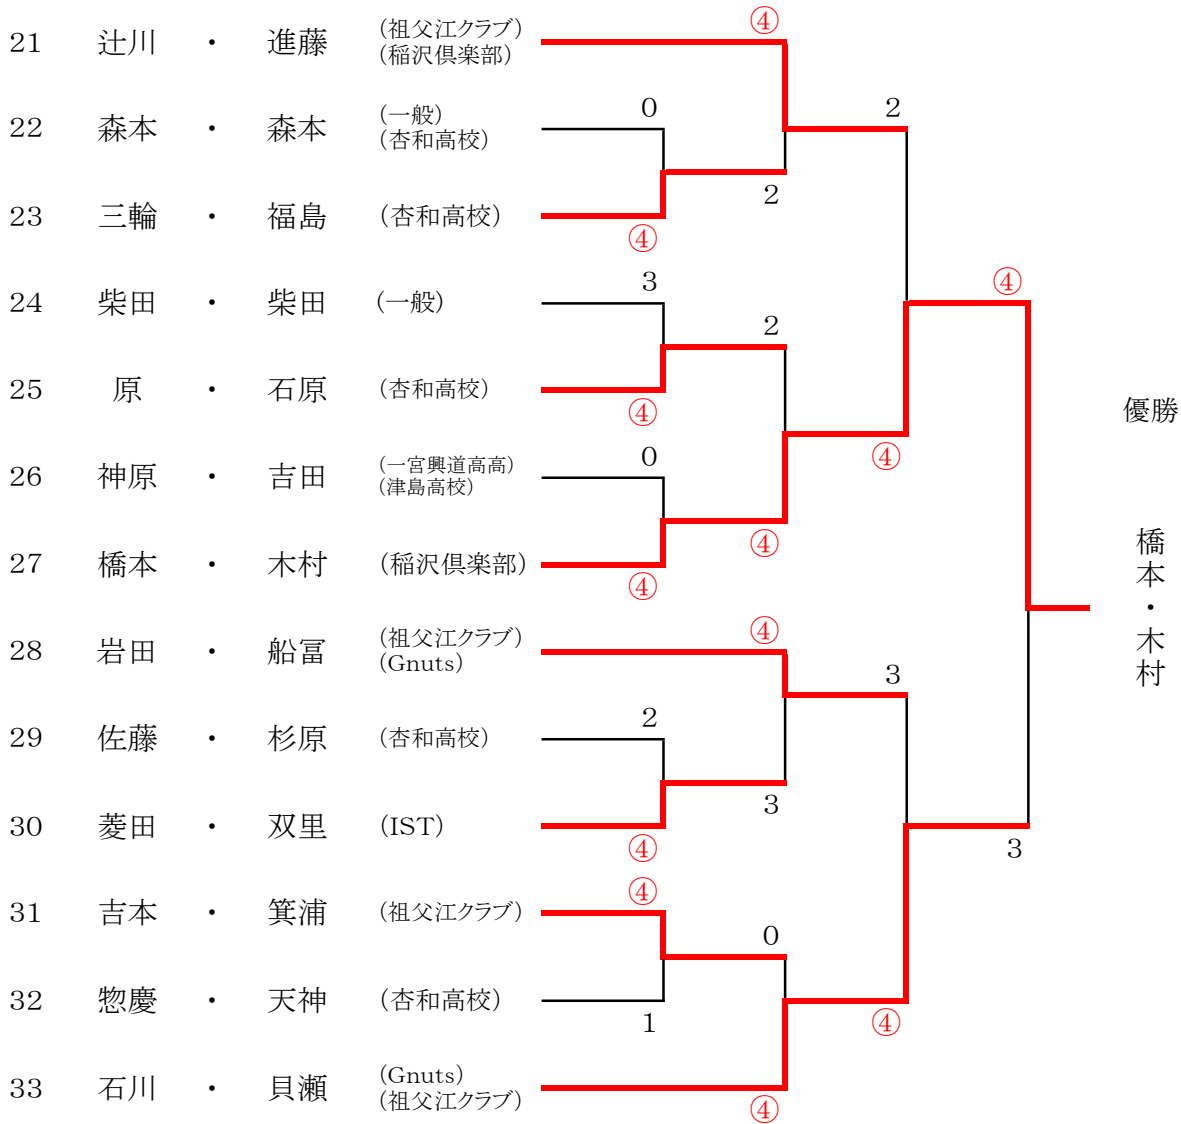 21 辻川 ・ 進藤 (祖父江クラブ)
(稲沢倶楽部)
④
22 森本 ・ 森本 (一般)
(杏和高校)
0
2
2
23 三輪 ・ 福島 (杏和高校)
④
24 柴田 ・ 柴田 (一般)
3
④
2
25 原 ・ 石原 (杏和高校)
④
優勝
26 神原 ・ 吉田 (一宮興道高高)
(津島高校)
0
④
④
27 橋本 ・ 木村 (稲沢倶楽部)
④
橋本・木村
28 岩田 ・ 船冨 (祖父江クラブ)
(Gnuts)
④
3
29 佐藤 ・ 杉原 (杏和高校)
2
3
30 菱田 ・ 双里 (IST)
④
3
31 吉本 ・ 箕浦 (祖父江クラブ)
④
0
32 惣慶 ・ 天神 (杏和高校)
1
④
33 石川 ・ 貝瀬 (Gnuts)
(祖父江クラブ)
④